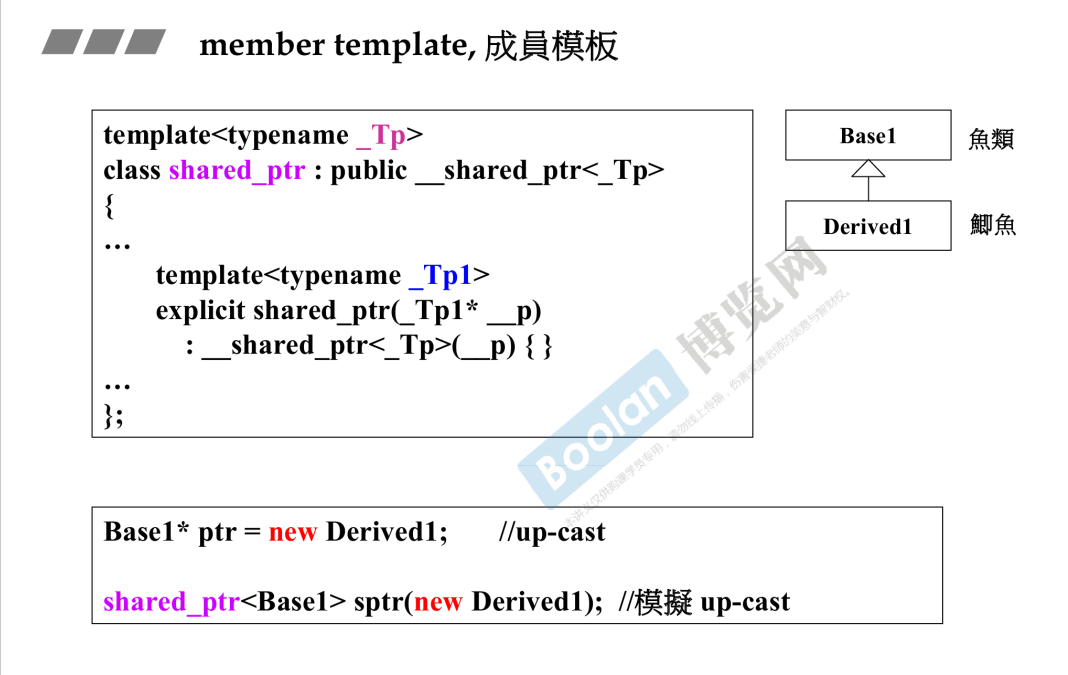 member template, 成員模板
template<typename _Tp>
class shared_ptr : public __shared_ptr<_Tp>
{
…
template<typename _Tp1>
explicit shared_ptr(_Tp1* __p)
: __shared_ptr<_Tp>(__p) { }
…
};
Base1
魚類
Derived1
鯽魚
Boolan 博览网
Base1* ptr = new Derived1; //up-cast
shared_ptr<Base1> sptr(new Derived1); //模擬 up-cast